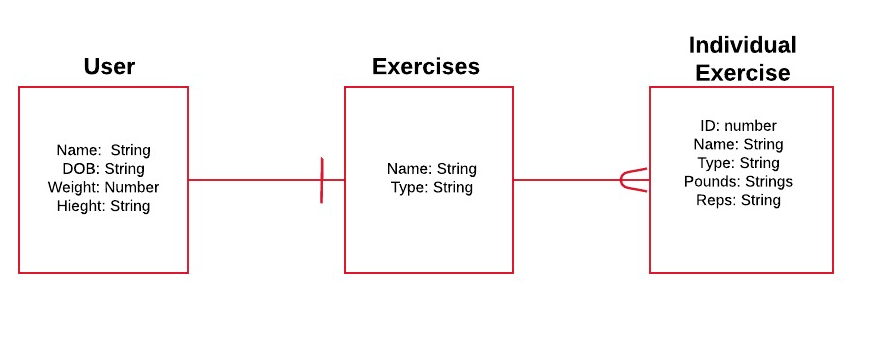 User
Name: String
DOB: String
Weight: Number
Hieght: String
Exercises
Name: String
Type: String
Individual
Exercise
ID: number
Name: String
Type: String
Pounds: Strings
Reps: String